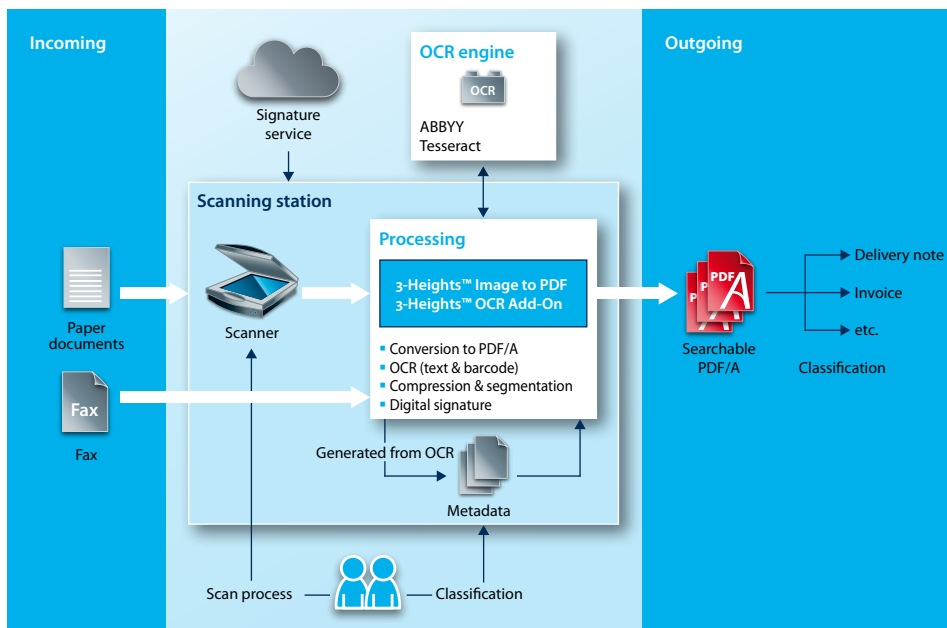 Incoming
Outgoing
Signature
service
OCR engine
OCR
ABBYY
Tesseract
Scanning station
Scanner
Processing
3-Heights™ Image to PDF
3-Heights™ OCR Add-On
▪ Conversion to PDF/A
▪ OCR (text & barcode)
▪ Compression & segmentation
▪ Digital signature
Paper
documents
Fax
Fax
Generated from OCR
Metadata
Scan process
Classification
PDF
P
P
Searchable
PDF/A
Delivery note
Invoice
etc.
Classification